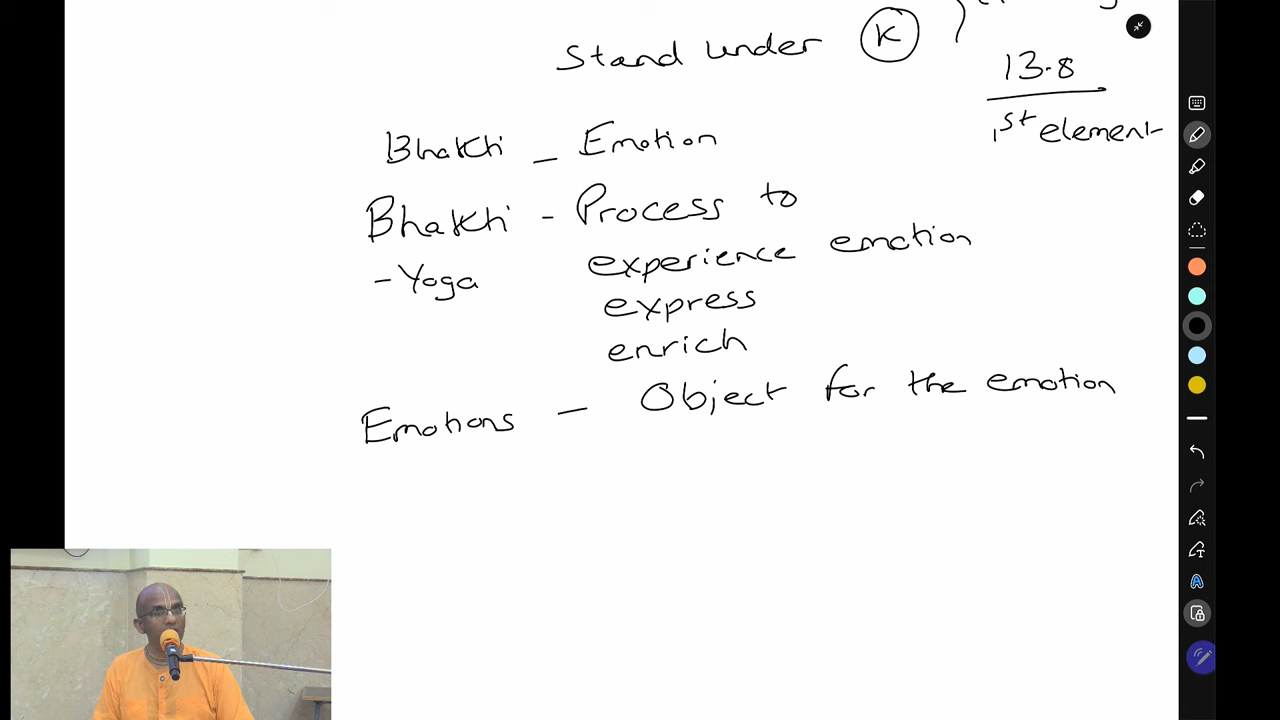 Stand under K
13.8
1st element
Bhakti - Emotion
Bhakti - Process to
- Yoga experience emotion
express
enrich
Emotions - Object for the emotion